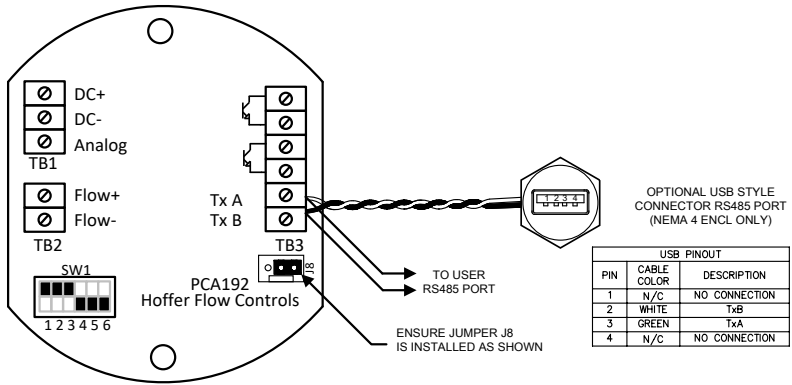 DC+
DC-
Analog
TB1
Flow+
Flow-
TB2
SW1
1 2 3 4 5 6
Tx A
Tx B
TB3
J8
PCA192
Hoffer Flow Controls
TO USER
RS485 PORT
ENSURE JUMPER J8
IS INSTALLED AS SHOWN
1 2 3 4
OPTIONAL USB STYLE
CONNECTOR RS485 PORT
(NEMA 4 ENCL ONLY)
USB PINOUT
PIN CABLE COLOR DESCRIPTION
1 N/C NO CONNECTION
2 WHITE TxB
3 GREEN TxA
4 N/C NO CONNECTION